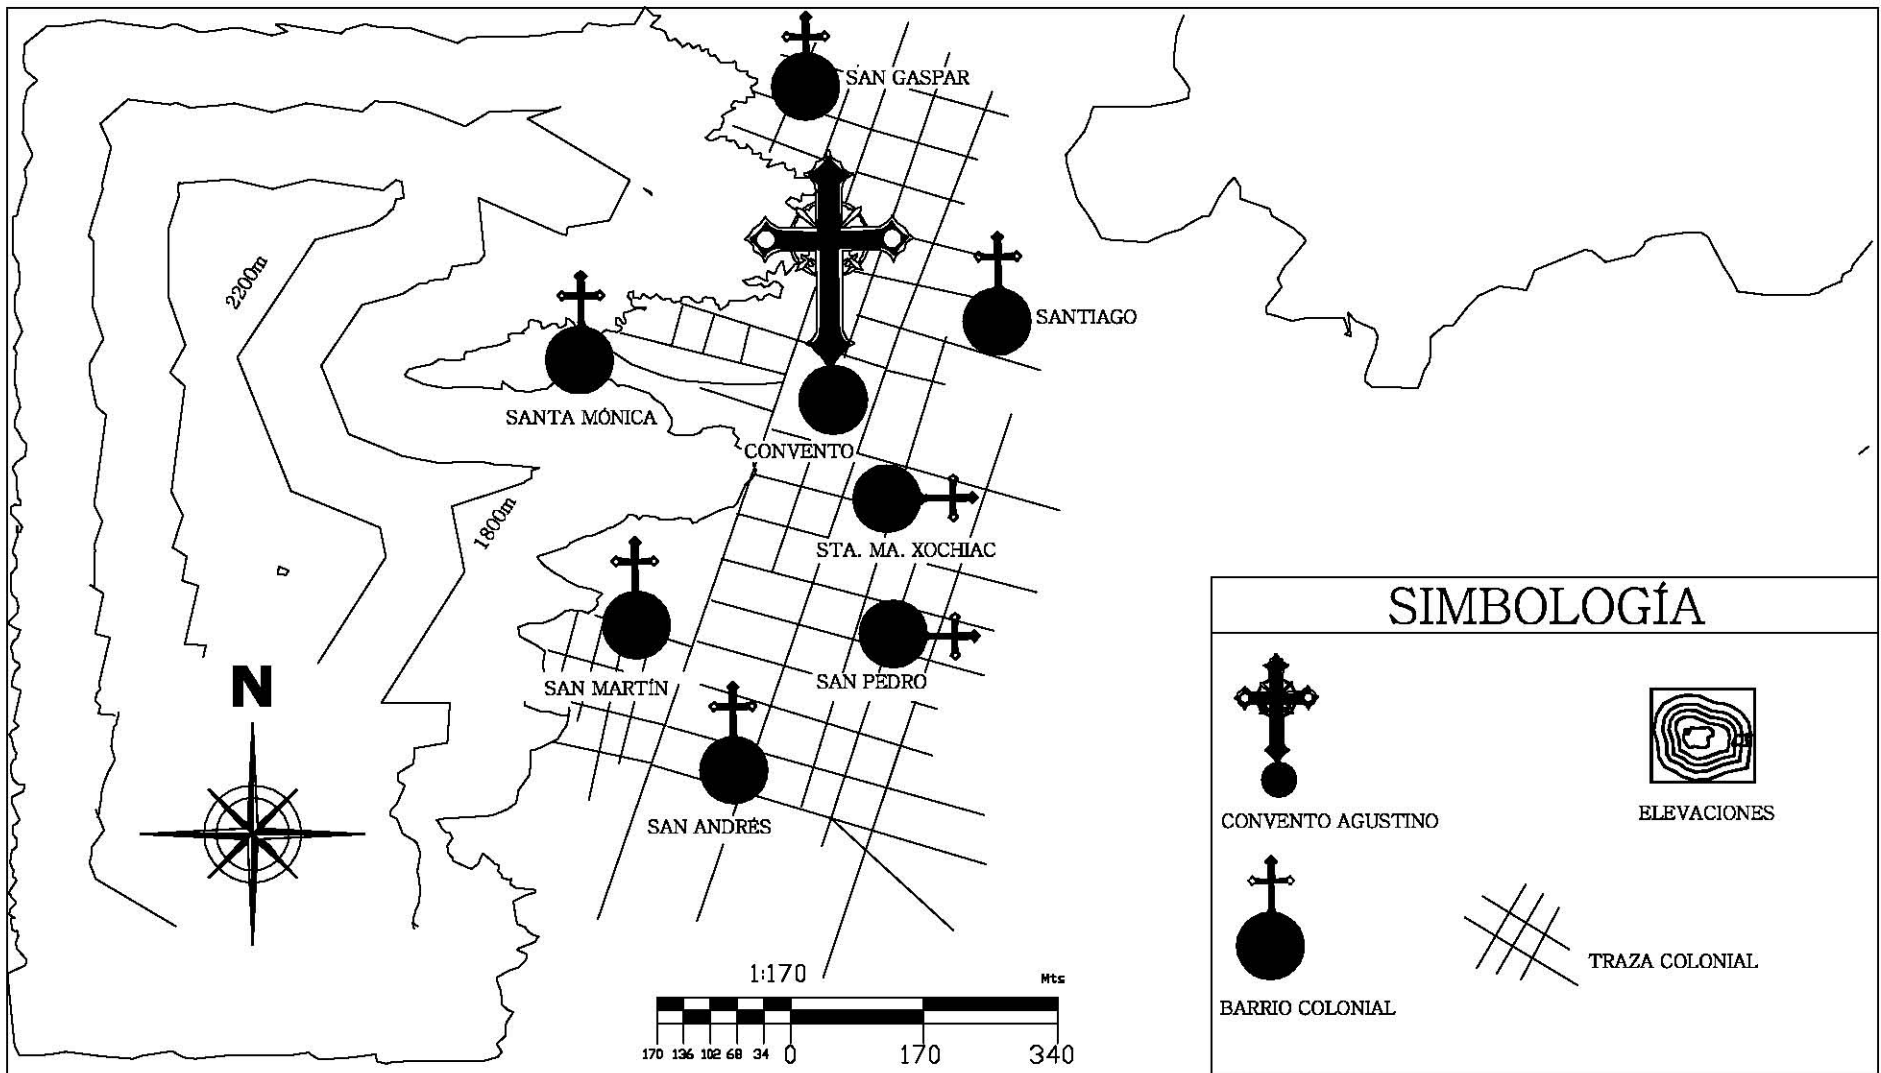 SAN GASPAR
2200m
SANTIAGO
SANTA MÓNICA
CONVENTO
1800m
STA. MA. XOCHIAC
SAN MARTÍN
SAN PEDRO
N
SAN ANDRÉS
SIMBOLOGÍA
CONVENTO AGUSTINO
ELEVACIONES
BARRIO COLONIAL
TRAZA COLONIAL
1:170
Mts
170 136 102 68 34 0 170 340